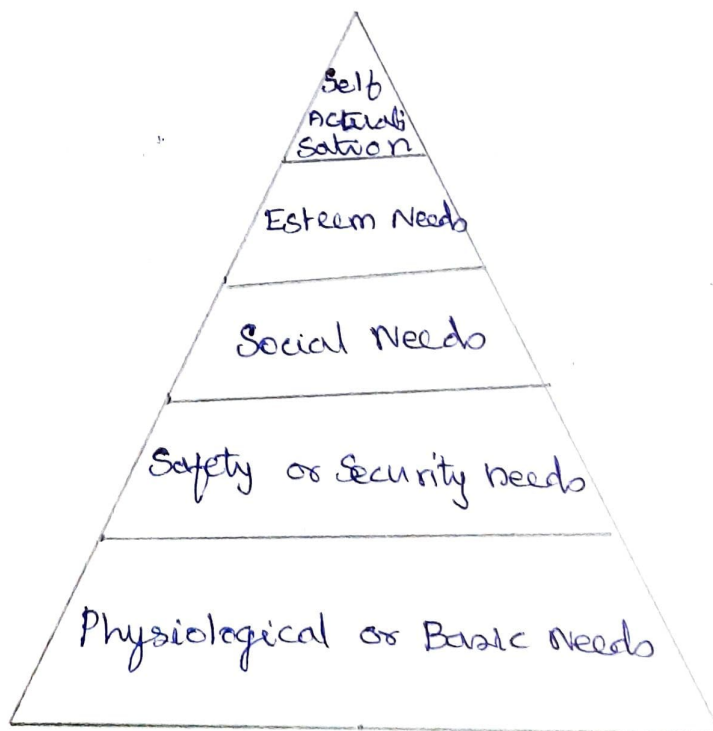 Self
Actuali
sation
Esteem Needs
Social Needs
Safety or Security needs
Physiological or Basic Needs